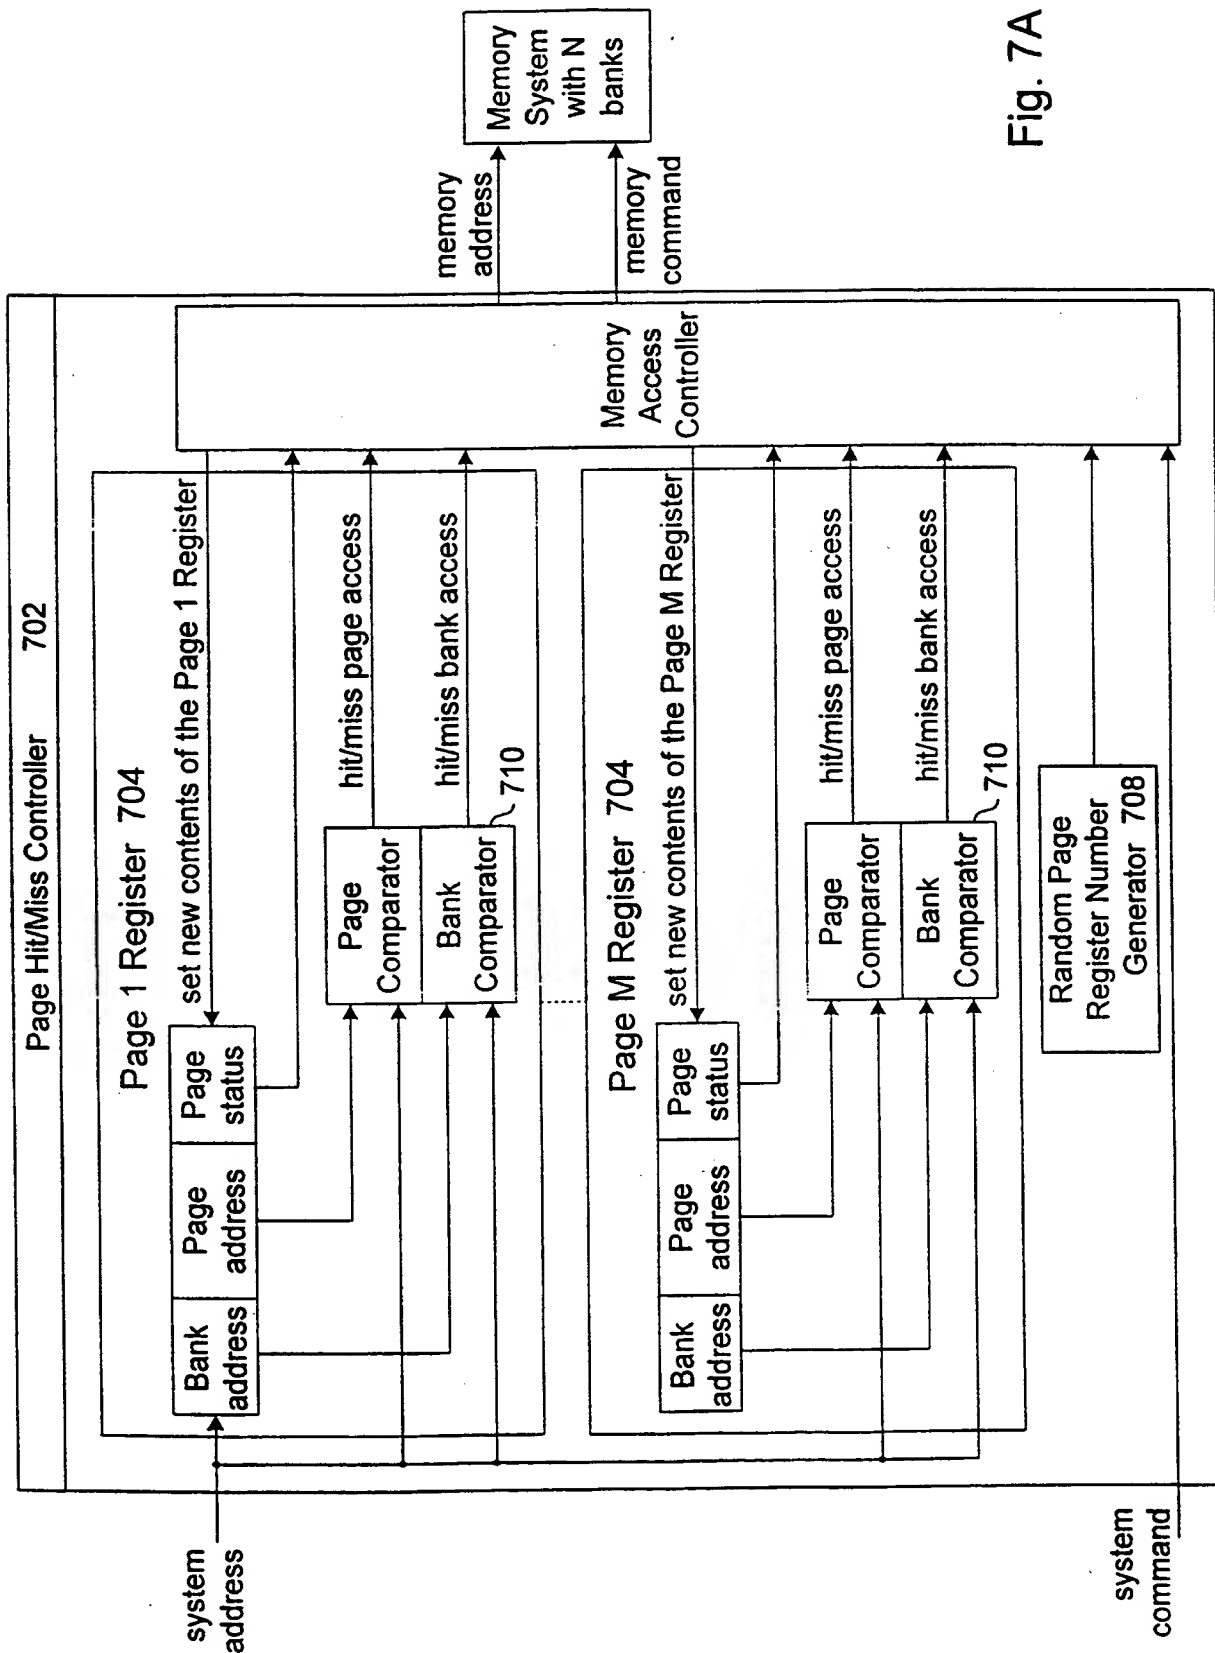 Page Hit/Miss Controller 702
Page 1 Register 704
set new contents of the Page 1 Register
Bank
address
Page
address
Page
status
Page
Comparator
Bank
Comparator
710
hit/miss page access
hit/miss bank access
Page M Register 704
set new contents of the Page M Register
Bank
address
Page
address
Page
status
Page
Comparator
Bank
Comparator
710
hit/miss page access
hit/miss bank access
Random Page
Register Number
Generator 708
system
address
system
command
Memory
Access
Controller
memory
address
memory
command
Memory
System
with N
banks
Fig. 7A